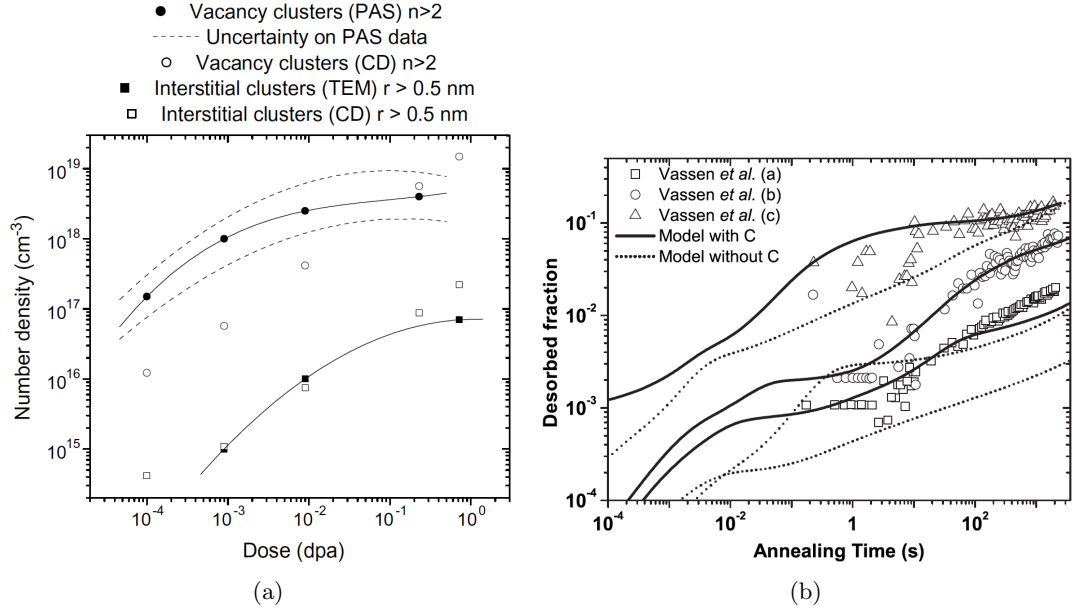 Vacancy clusters (PAS) n>2
Uncertainty on PAS data
Vacancy clusters (CD) n>2
Interstitial clusters (TEM) r > 0.5 nm
Interstitial clusters (CD) r > 0.5 nm
Number density (cm⁻³)
10¹⁹
10¹⁸
10¹⁷
10¹⁶
10¹⁵
10⁻⁴ 10⁻³ 10⁻² 10⁻¹ 10⁰
Dose (dpa)
(a)
Vassen et al. (a)
Vassen et al. (b)
Vassen et al. (c)
Model with C
Model without C
Desorbed fraction
10⁻¹
10⁻²
10⁻³
10⁻⁴
10⁻⁴ 10⁻² 1 10²
Annealing Time (s)
(b)